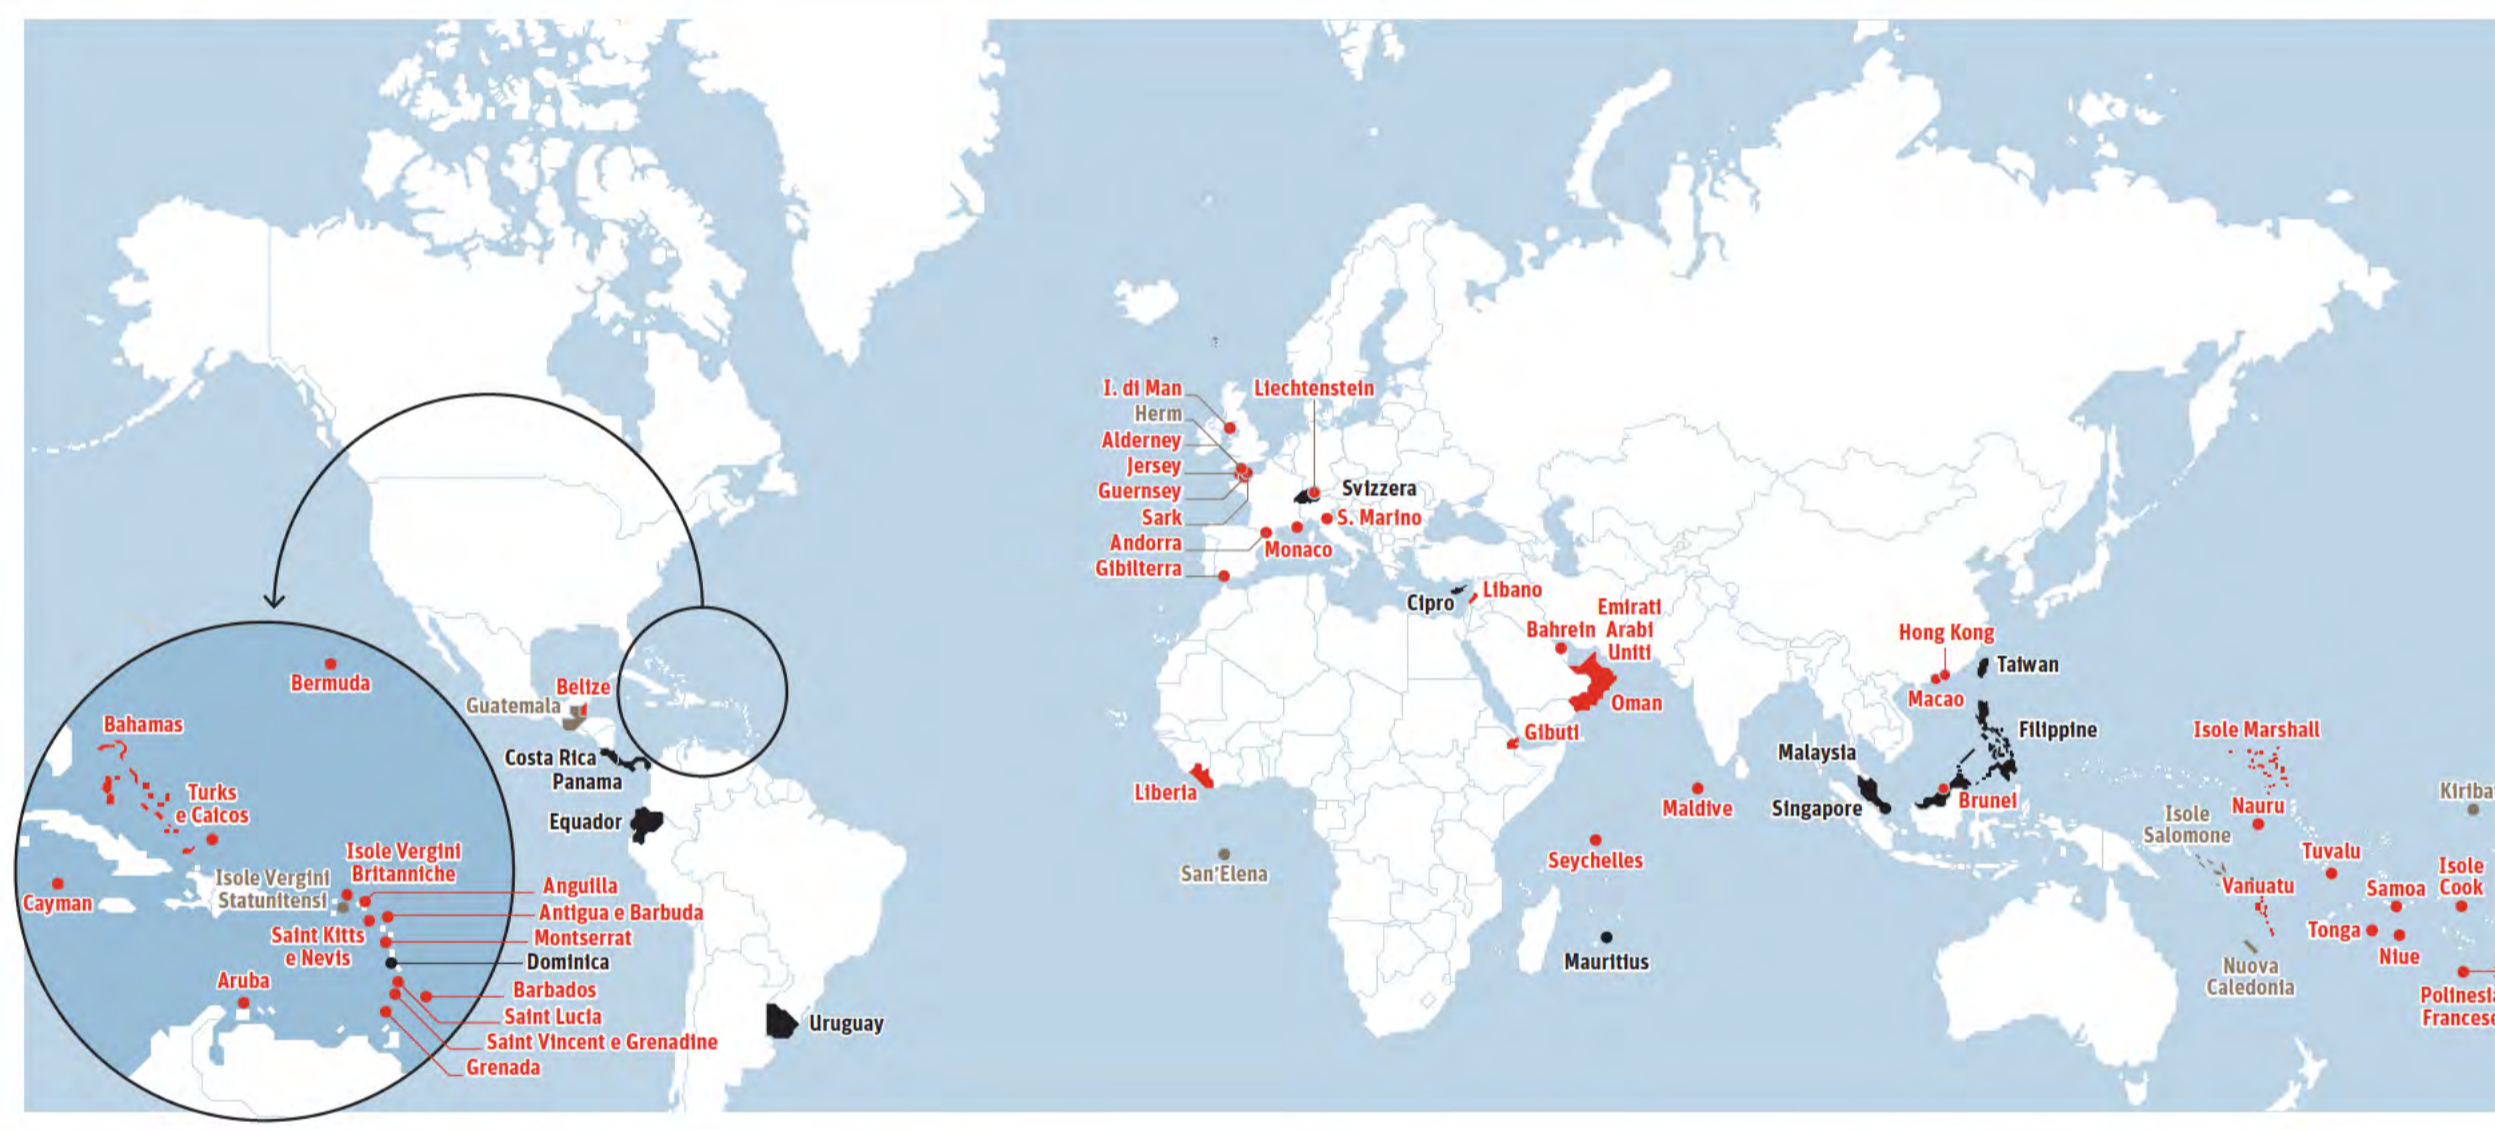 I. di Man
Herm
Alderney
Jersey
Guernsey
Sark
Andorra
Gibilterra
Liechtenstein
Svizzera
S. Marino
Monaco
Cipro
Libano
Emirati
Bahrein Arabi
Uniti
Oman
Gibuti
Liberia
San'Elena
Seychelles
Mauritius
Maldive
Hong Kong
Macao
Taiwan
Filippine
Malaysia
Singapore
Brunei
Isole Marshall
Nauru
Isole
Salomone
Vanuatu
Nuova
Caledonia
Tuvalu
Samoa
Tonga
Niue
Isole
Cook
Kiriba
Polinesia
Francese
Bermuda
Bahamas
Turks
e Caicos
Cayman
Isole Vergini
Britanniche
Isole Vergini
Statunitensi
Saint Kitts
e Nevis
Aruba
Anguilla
Antigua e Barbuda
Montserrat
Dominica
Barbados
Saint Lucia
Saint Vincent e Grenadine
Grenada
Belize
Guatemala
Costa Rica
Panama
Equador
Uruguay